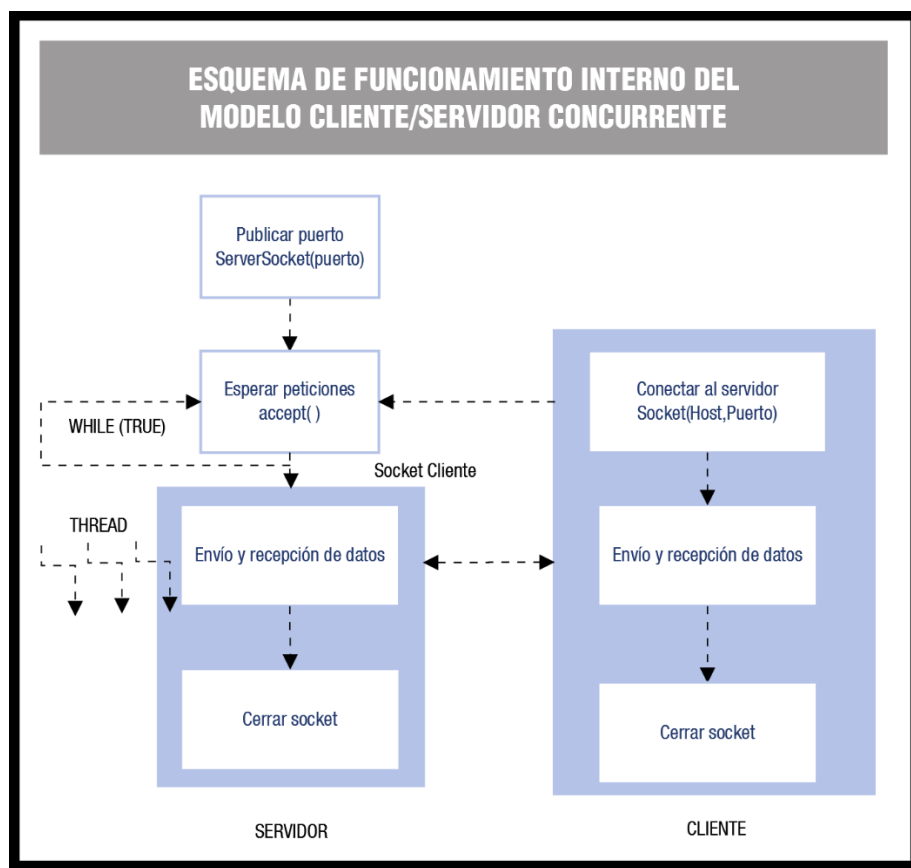 ESQUEMA DE FUNCIONAMIENTO INTERNO DEL
MODELO CLIENTE/SERVIDOR CONCURRENTE
Publicar puerto
ServerSocket(puerto)
Esperar peticiones
accept( )
WHILE (TRUE)
Socket Cliente
THREAD
Envío y recepción de datos
Cerrar socket
SERVIDOR
Conectar al servidor
Socket(Host,Puerto)
Envío y recepción de datos
Cerrar socket
CLIENTE